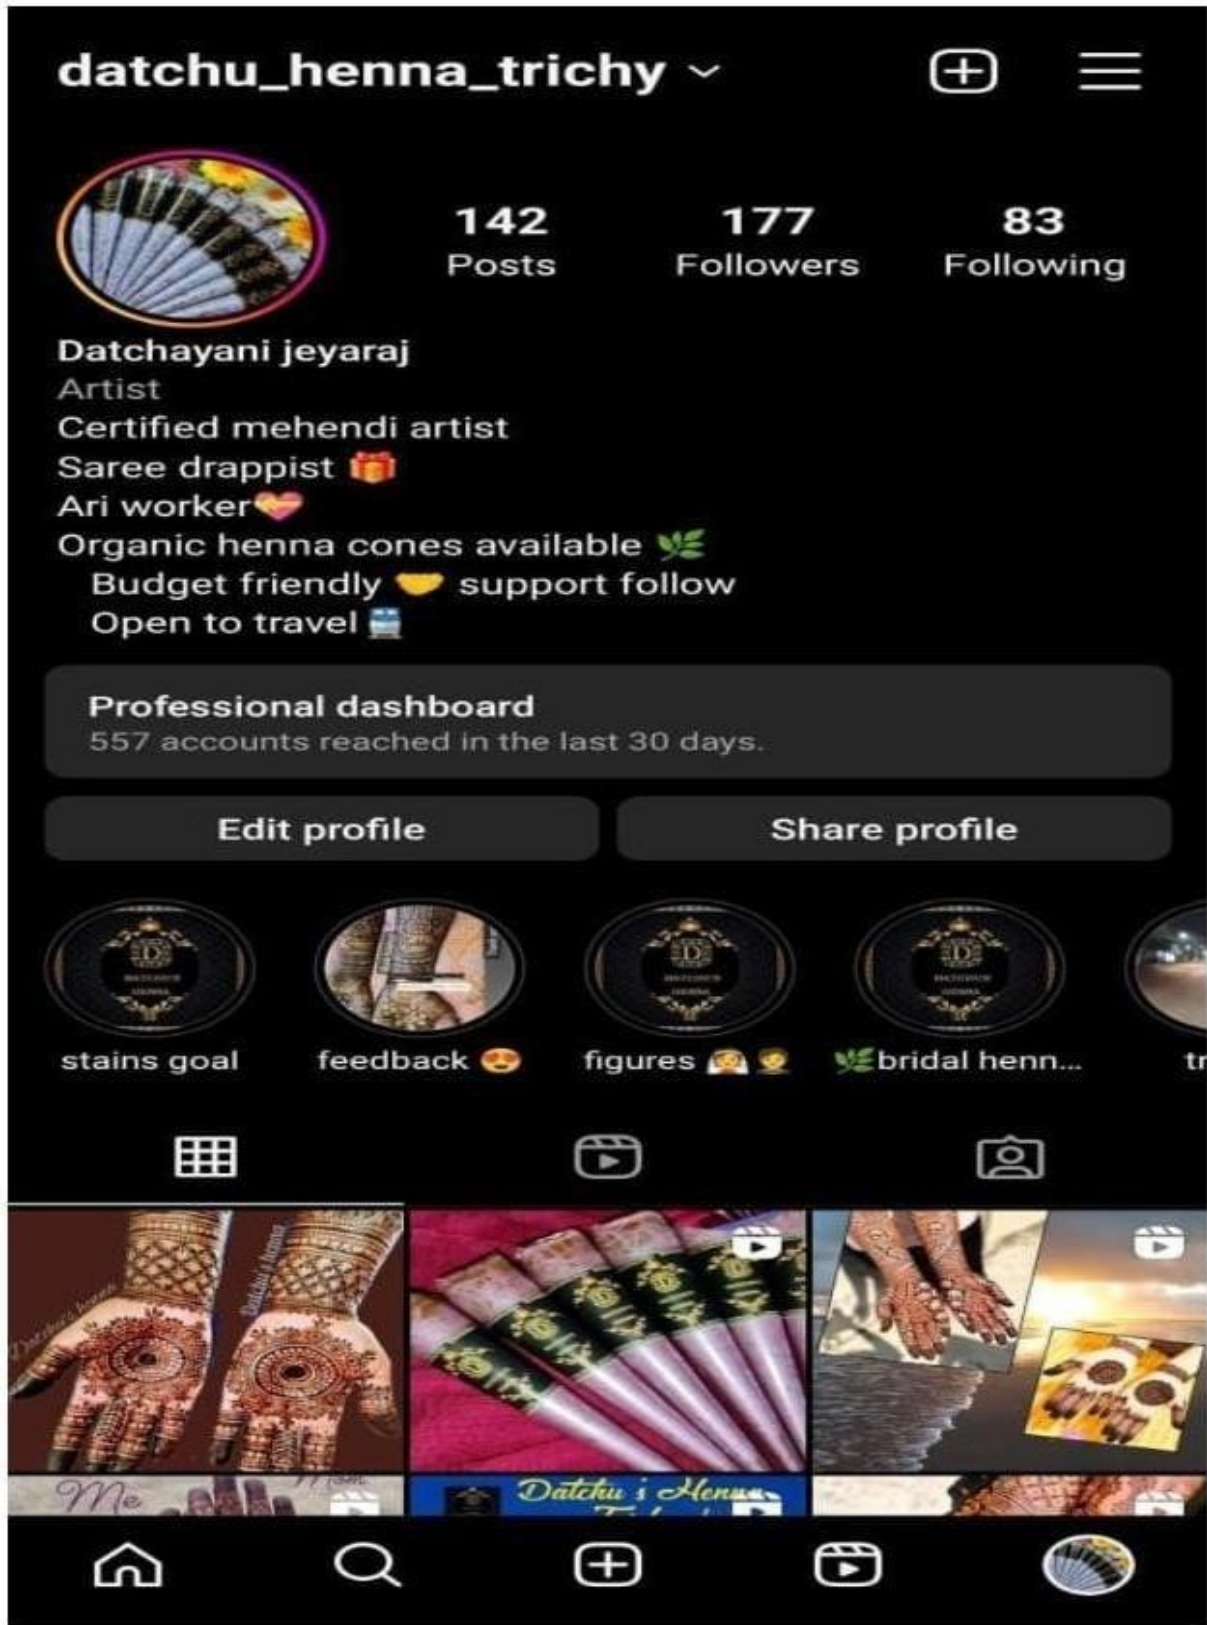 datchu_henna_trichy
142 177 83
Posts Followers Following
Datchayani jeyaraj
Artist
Certified mehendi artist
Saree drappist 🎁
Ari worker💝
Organic henna cones available 🌿
Budget friendly 🤝 support follow
Open to travel 🚆
Professional dashboard
557 accounts reached in the last 30 days.
Edit profile Share profile
D D D
stains goal feedback 😍 figures 👰🤵 🌿bridal henn... tr
Me Mom Datchu's Henna